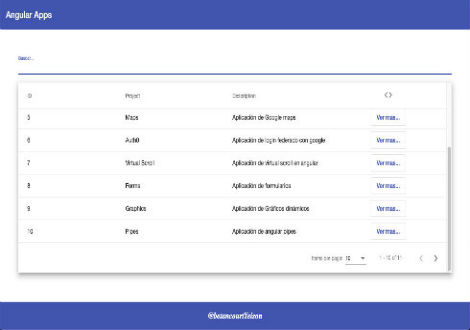 Angular Apps
Buscar...
ID Project Description <>
5 Maps Aplicación de Google maps Ver mas...
6 Auth0 Aplicación de login federado con google Ver mas...
7 Virtual Scroll Aplicación de virtual scroll en angular Ver mas...
8 Forms Aplicación de formularios Ver mas...
9 Graphics Aplicación de Gráficos dinámicos Ver mas...
10 Pipes Aplicación de angular pipes Ver mas...
Items per page: 10 1 - 10 of 11